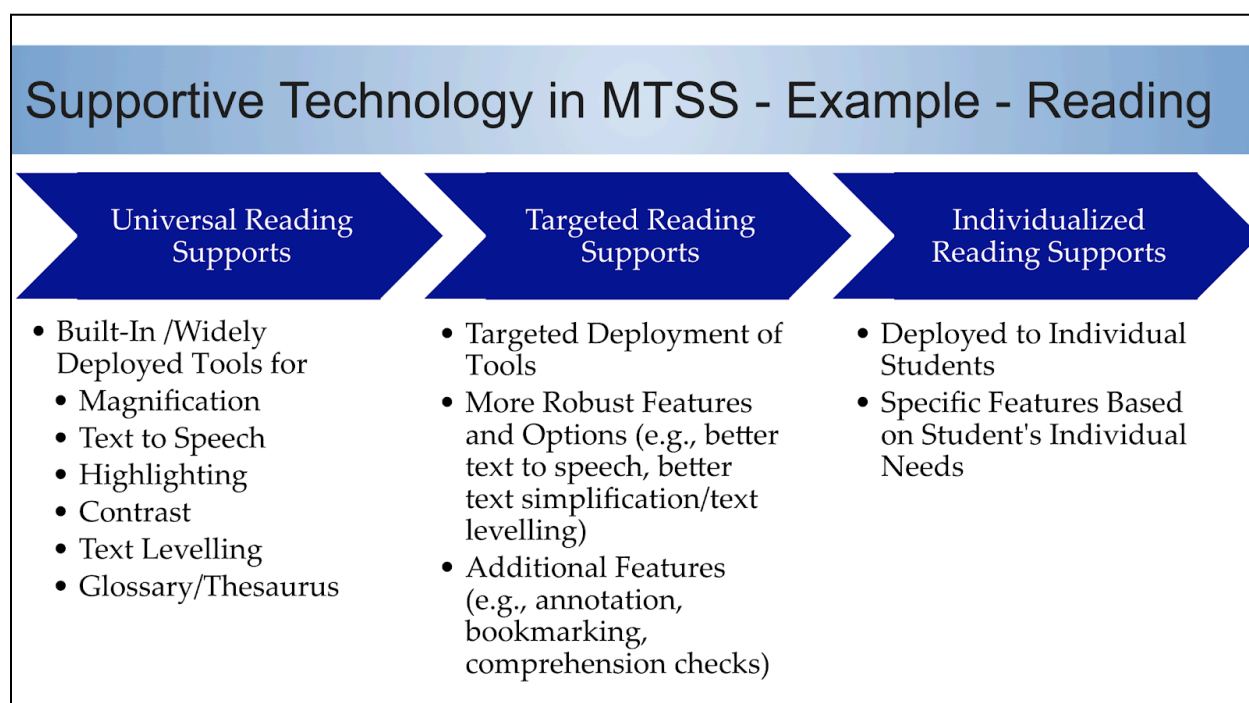 Supportive Technology in MTSS - Example - Reading
Universal Reading
Supports
• Built-In /Widely
Deployed Tools for
• Magnification
• Text to Speech
• Highlighting
• Contrast
• Text Levelling
• Glossary/Thesaurus
Targeted Reading
Supports
• Targeted Deployment of
Tools
• More Robust Features
and Options (e.g., better
text to speech, better
text simplification/text
levelling)
• Additional Features
(e.g., annotation,
bookmarking,
comprehension checks)
Individualized
Reading Supports
• Deployed to Individual
Students
• Specific Features Based
on Student's Individual
Needs